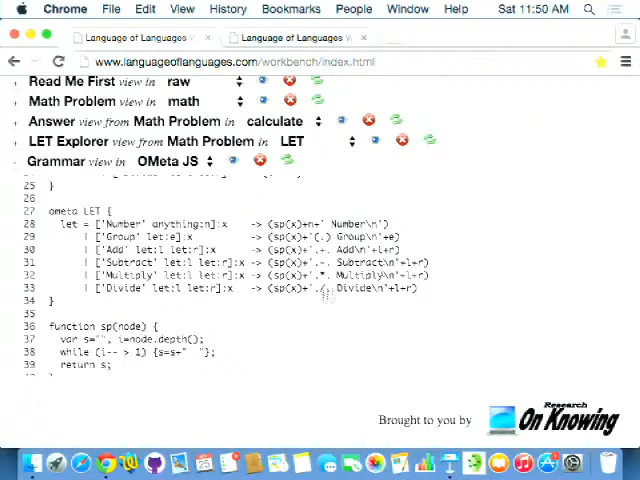 Chrome File Edit View History Bookmarks People Window Help Sat 11:50 AM
Language of Languages W Language of Languages W
www.languageoflanguages.com/workbench/index.html
Read Me First view in raw
Math Problem view in math
Answer view from Math Problem in calculate
LET Explorer view from Math Problem in LET
Grammar view in OMeta JS
25 }
26
27 ometa LET {
28 let = ['Number' anything:n]:x -> (sp(x)+n+' Number\n')
29 | ['Group' let:e]:x -> (sp(x)+'(.) Group\n'+e)
30 | ['Add' let:l let:r]:x -> (sp(x)+'.+. Add\n'+l+r)
31 | ['Subtract' let:l let:r]:x -> (sp(x)+'.-. Subtract\n'+l+r)
32 | ['Multiply' let:l let:r]:x -> (sp(x)+'.*. Multiply\n'+l+r)
33 | ['Divide' let:l let:r]:x -> (sp(x)+'./. Divide\n'+l+r)
34 }
35
36 function sp(node) {
37 var s="", i=node.depth();
38 while (i-- > 1) {s=s+" "};
39 return s;
Brought to you by
Research
On Knowing